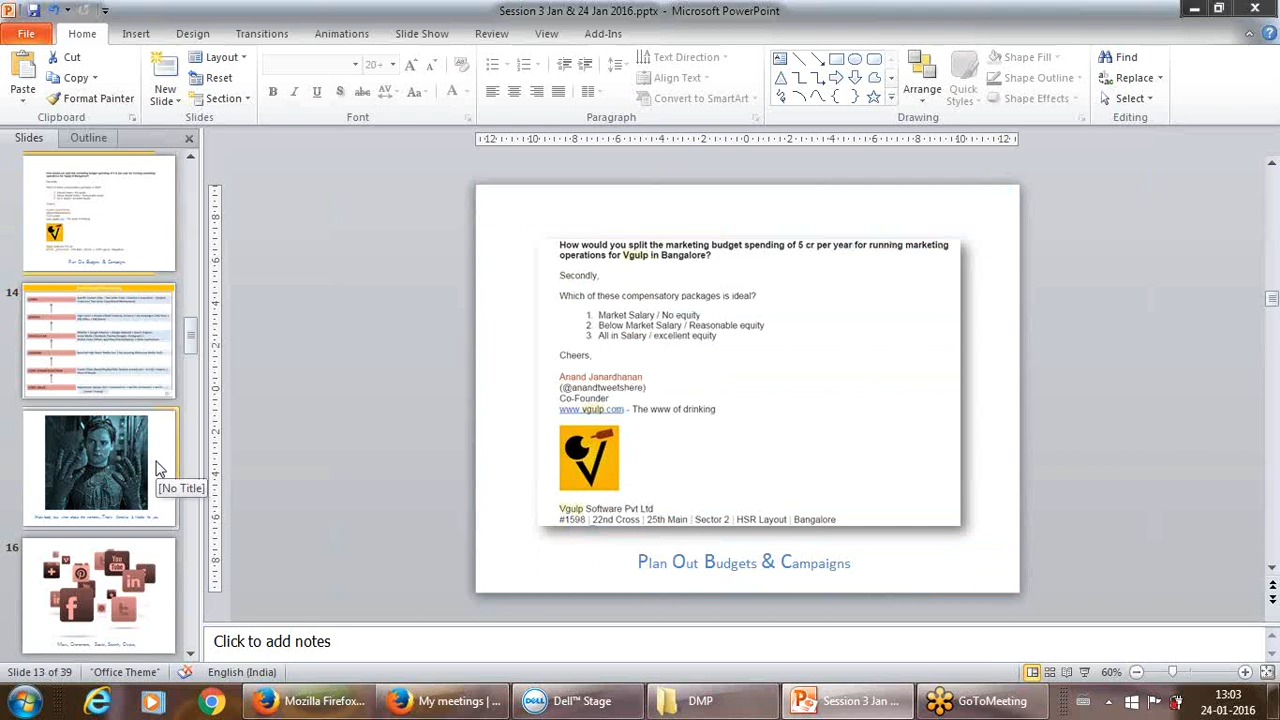 Session 3 Jan & 24 Jan 2016.pptx - Microsoft PowerPoint
File Home Insert Design Transitions Animations Slide Show Review View Add-Ins
Paste
Cut
Copy
Format Painter
Clipboard
New Slide
Layout
Reset
Section
Slides
20
Font
Text Direction
Align Text
Convert to SmartArt
Paragraph
Arrange
Quick Styles
Shape Fill
Shape Outline
Shape Effects
Drawing
Find
Replace
Select
Editing
Slides Outline
14
[No Title]
16
You Tube
How would you split the marketing budget spending of 5 cr per year for running marketing
operations for Vgulp in Bangalore?
Secondly,
of these compensatory packages is ideal?
1. Market Salary / No equity
2. Below Market Salary / Reasonable equity
3. All in Salary / excellent equity
Cheers,
Anand Janardhanan
(@anandtweetshere)
Co-Founder
www.vgulp.com - The www of drinking
Vgulp Software Pvt Ltd
#1598 | 22nd Cross | 25th Main | Sector 2 | HSR Layout | Bangalore
Plan Out Budgets & Campaigns
Click to add notes
Slide 13 of 39 "Office Theme" English (India) 60%
Mozilla Firefox... My meetings ... Dell Stage DMP Session 3 Jan ... GoToMeeting
13:03
24-01-2016